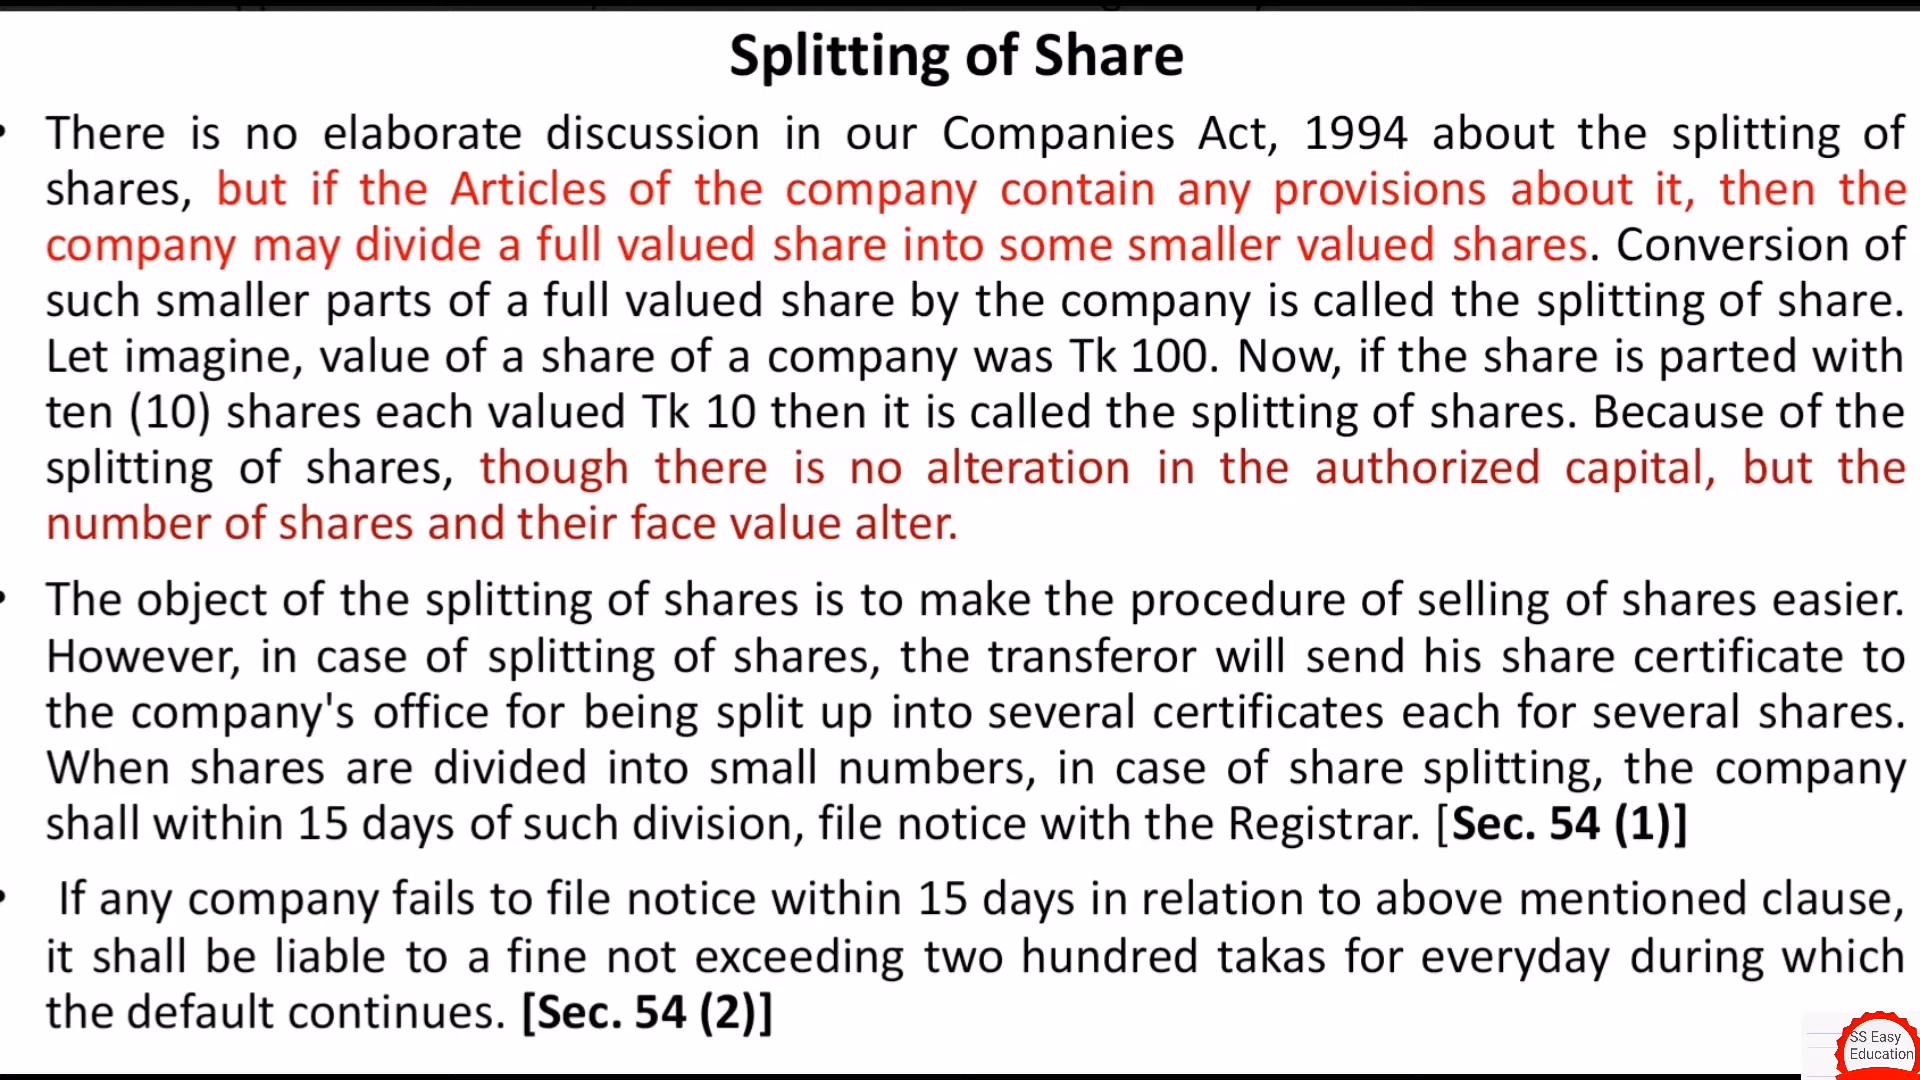 Splitting of Share
• There is no elaborate discussion in our Companies Act, 1994 about the splitting of
shares, but if the Articles of the company contain any provisions about it, then the
company may divide a full valued share into some smaller valued shares. Conversion of
such smaller parts of a full valued share by the company is called the splitting of share.
Let imagine, value of a share of a company was Tk 100. Now, if the share is parted with
ten (10) shares each valued Tk 10 then it is called the splitting of shares. Because of the
splitting of shares, though there is no alteration in the authorized capital, but the
number of shares and their face value alter.
• The object of the splitting of shares is to make the procedure of selling of shares easier.
However, in case of splitting of shares, the transferor will send his share certificate to
the company's office for being split up into several certificates each for several shares.
When shares are divided into small numbers, in case of share splitting, the company
shall within 15 days of such division, file notice with the Registrar. [Sec. 54 (1)]
• If any company fails to file notice within 15 days in relation to above mentioned clause,
it shall be liable to a fine not exceeding two hundred takas for everyday during which
the default continues. [Sec. 54 (2)]
SS Easy
Education